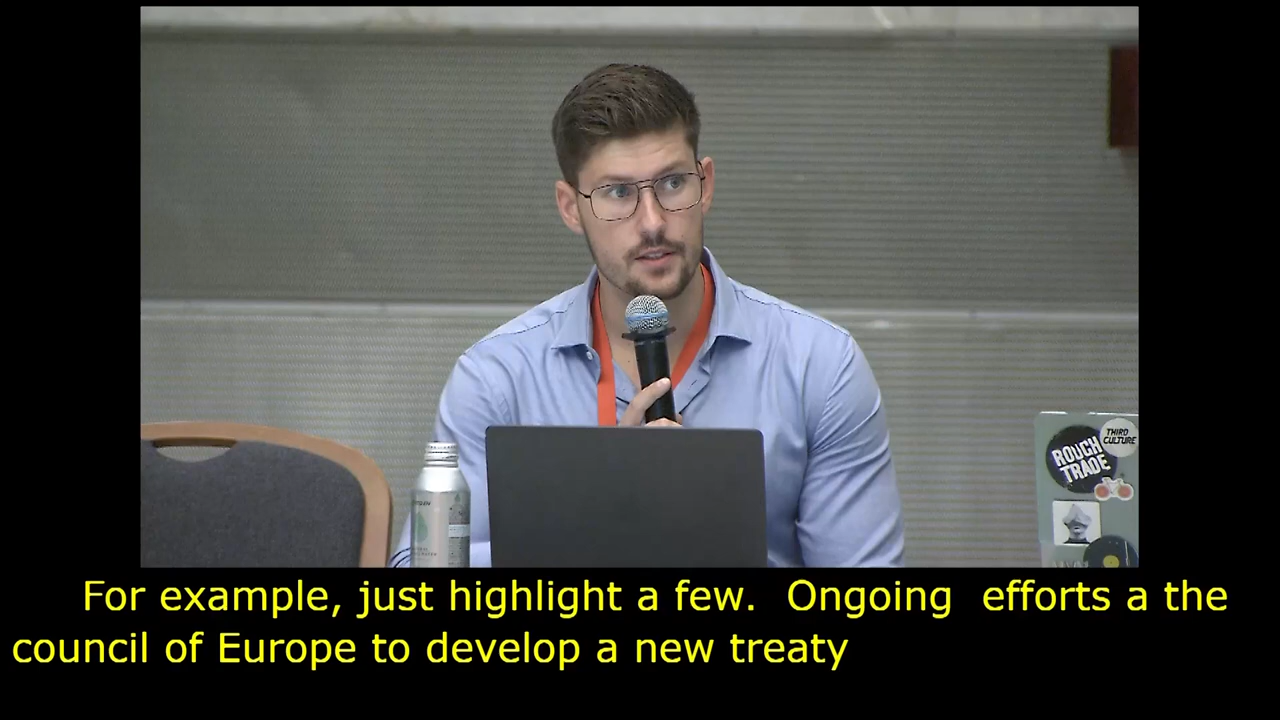 ROUGH
TRADE
THIRD
CULTURE
For example, just highlight a few.  Ongoing  efforts a the
council of Europe to develop a new treaty